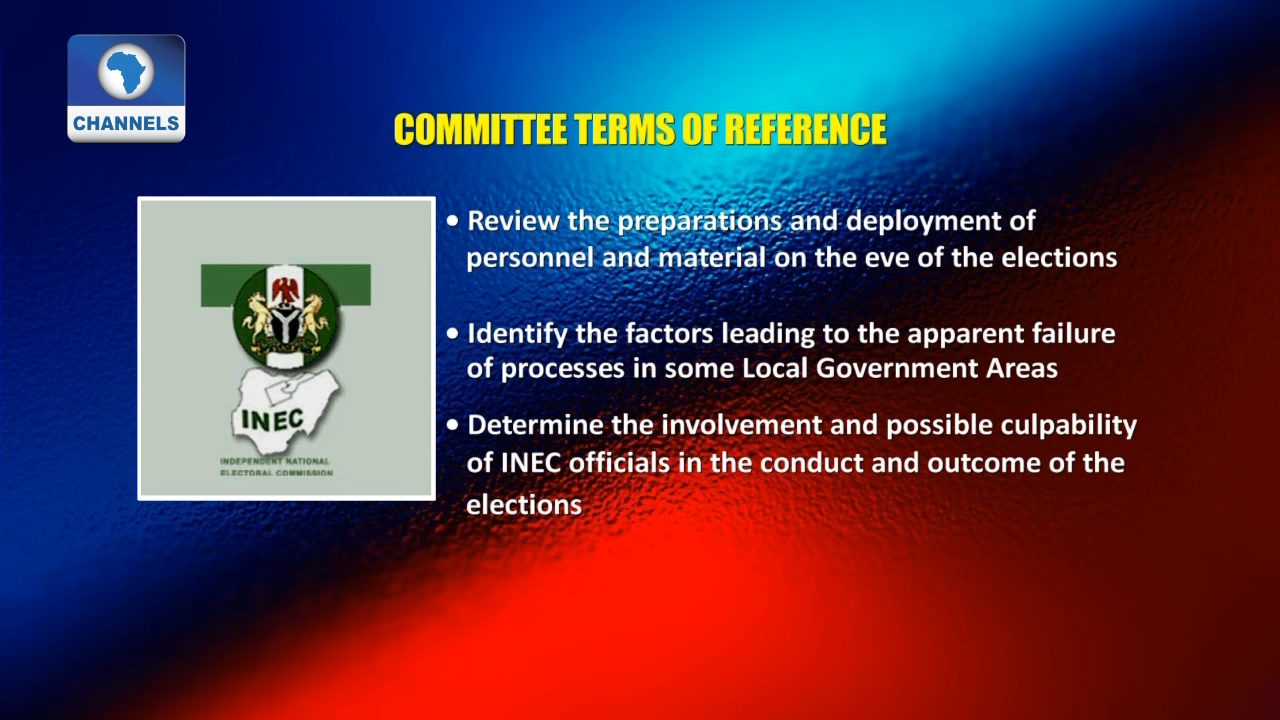 CHANNELS
COMMITTEE TERMS OF REFERENCE
• Review the preparations and deployment of
personnel and material on the eve of the elections
• Identify the factors leading to the apparent failure
of processes in some Local Government Areas
• Determine the involvement and possible culpability
of INEC officials in the conduct and outcome of the
elections
INEC
INDEPENDENT NATIONAL
ELECTORAL COMMISSION